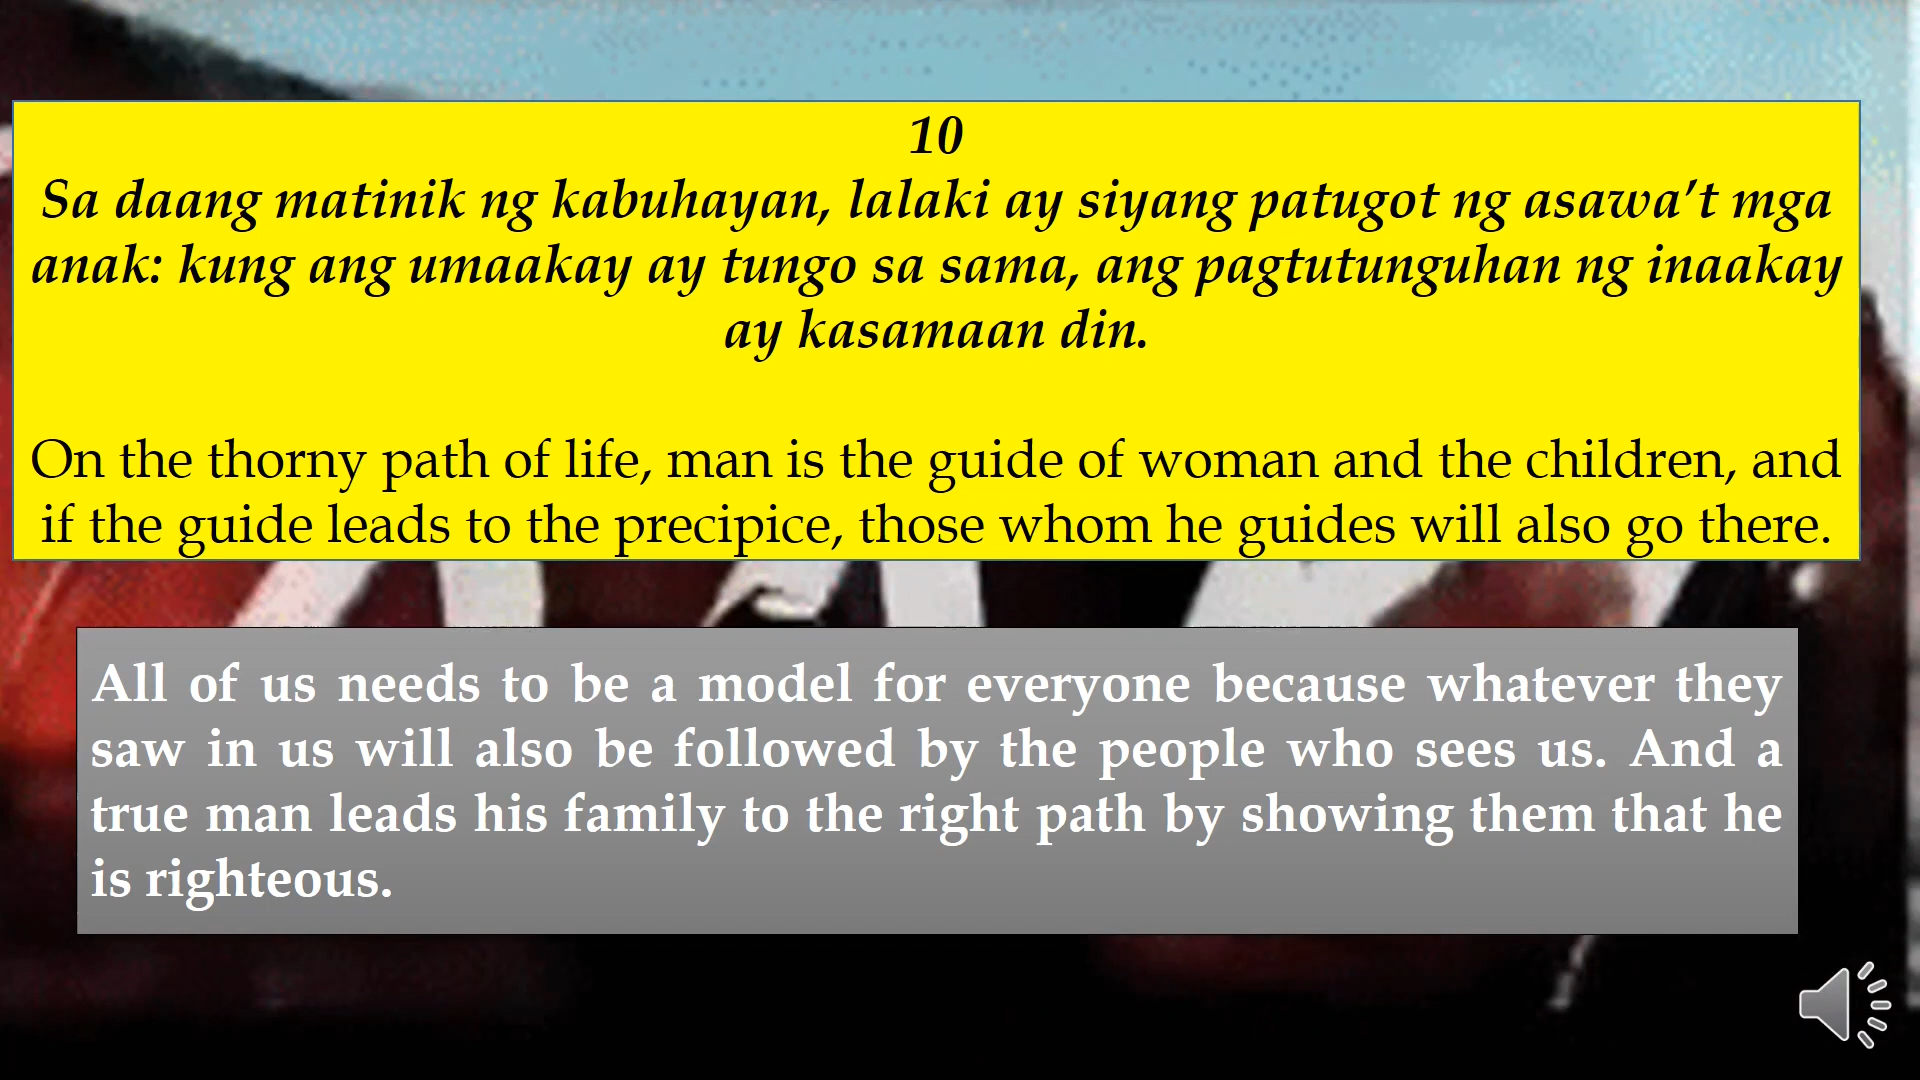 10
Sa daang matinik ng kabuhayan, lalaki ay siyang patugot ng asawa’t mga
anak: kung ang umaakay ay tungo sa sama, ang pagtutunguhan ng inaakay
ay kasamaan din.
On the thorny path of life, man is the guide of woman and the children, and
if the guide leads to the precipice, those whom he guides will also go there.
All of us needs to be a model for everyone because whatever they
saw in us will also be followed by the people who sees us. And a
true man leads his family to the right path by showing them that he
is righteous.